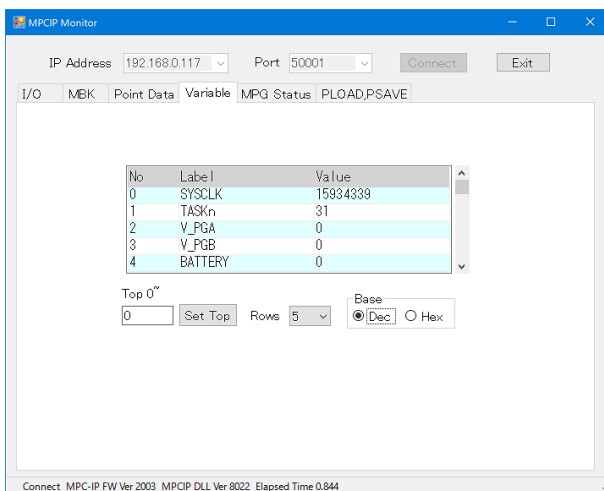 MPCIP Monitor
IP Address 192.168.0.117 Port 50001 Connect Exit
I/O MBK Point Data Variable MPG Status PLOAD,PSAVE
No Label Value
0 SYSCLK 15934339
1 TASKn 31
2 V_PGA 0
3 V_PGB 0
4 BATTERY 0
Top 0~
Base
0 Set Top Rows 5 Dec Hex
Connect MPC-IP FW Ver 2003 MPCIP DLL Ver 8022 Elapsed Time 0.844